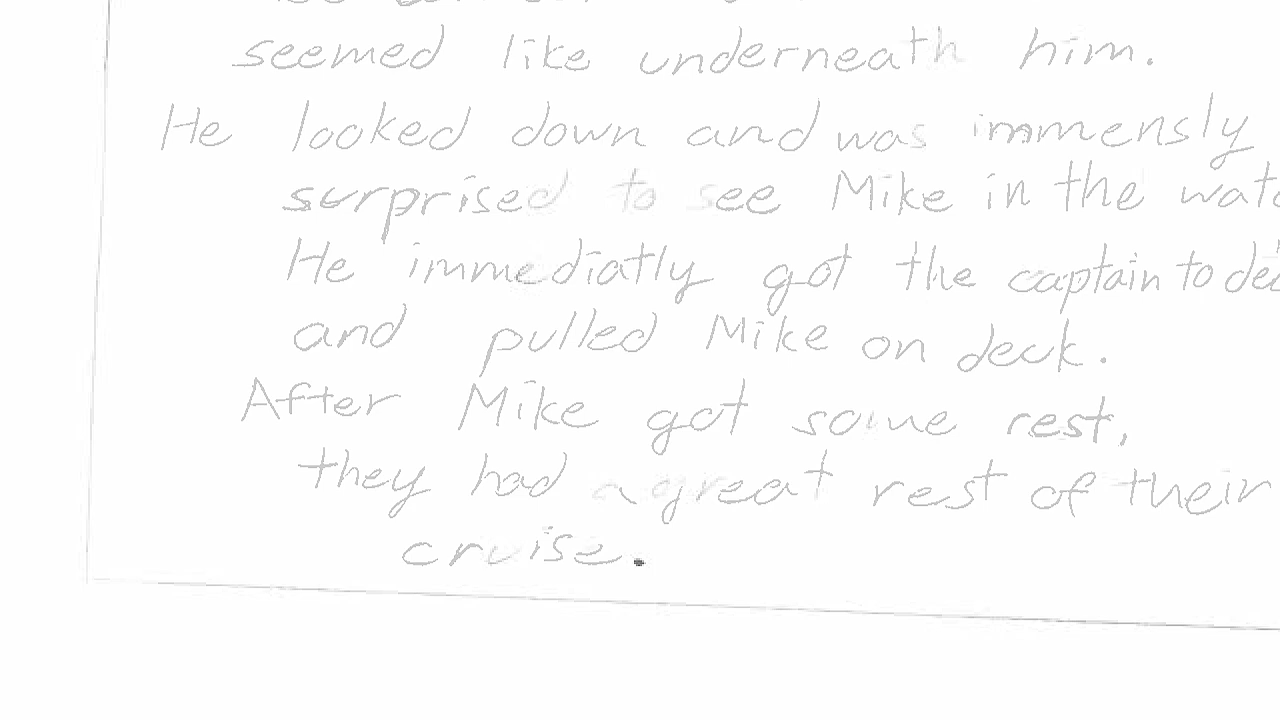 seemed like underneath him.
He looked down and was immensly
surprised to see Mike in the
He immediatly got the captain to
and pulled Mike on deck.
After Mike got some rest,
they had a great rest of their
cruise.